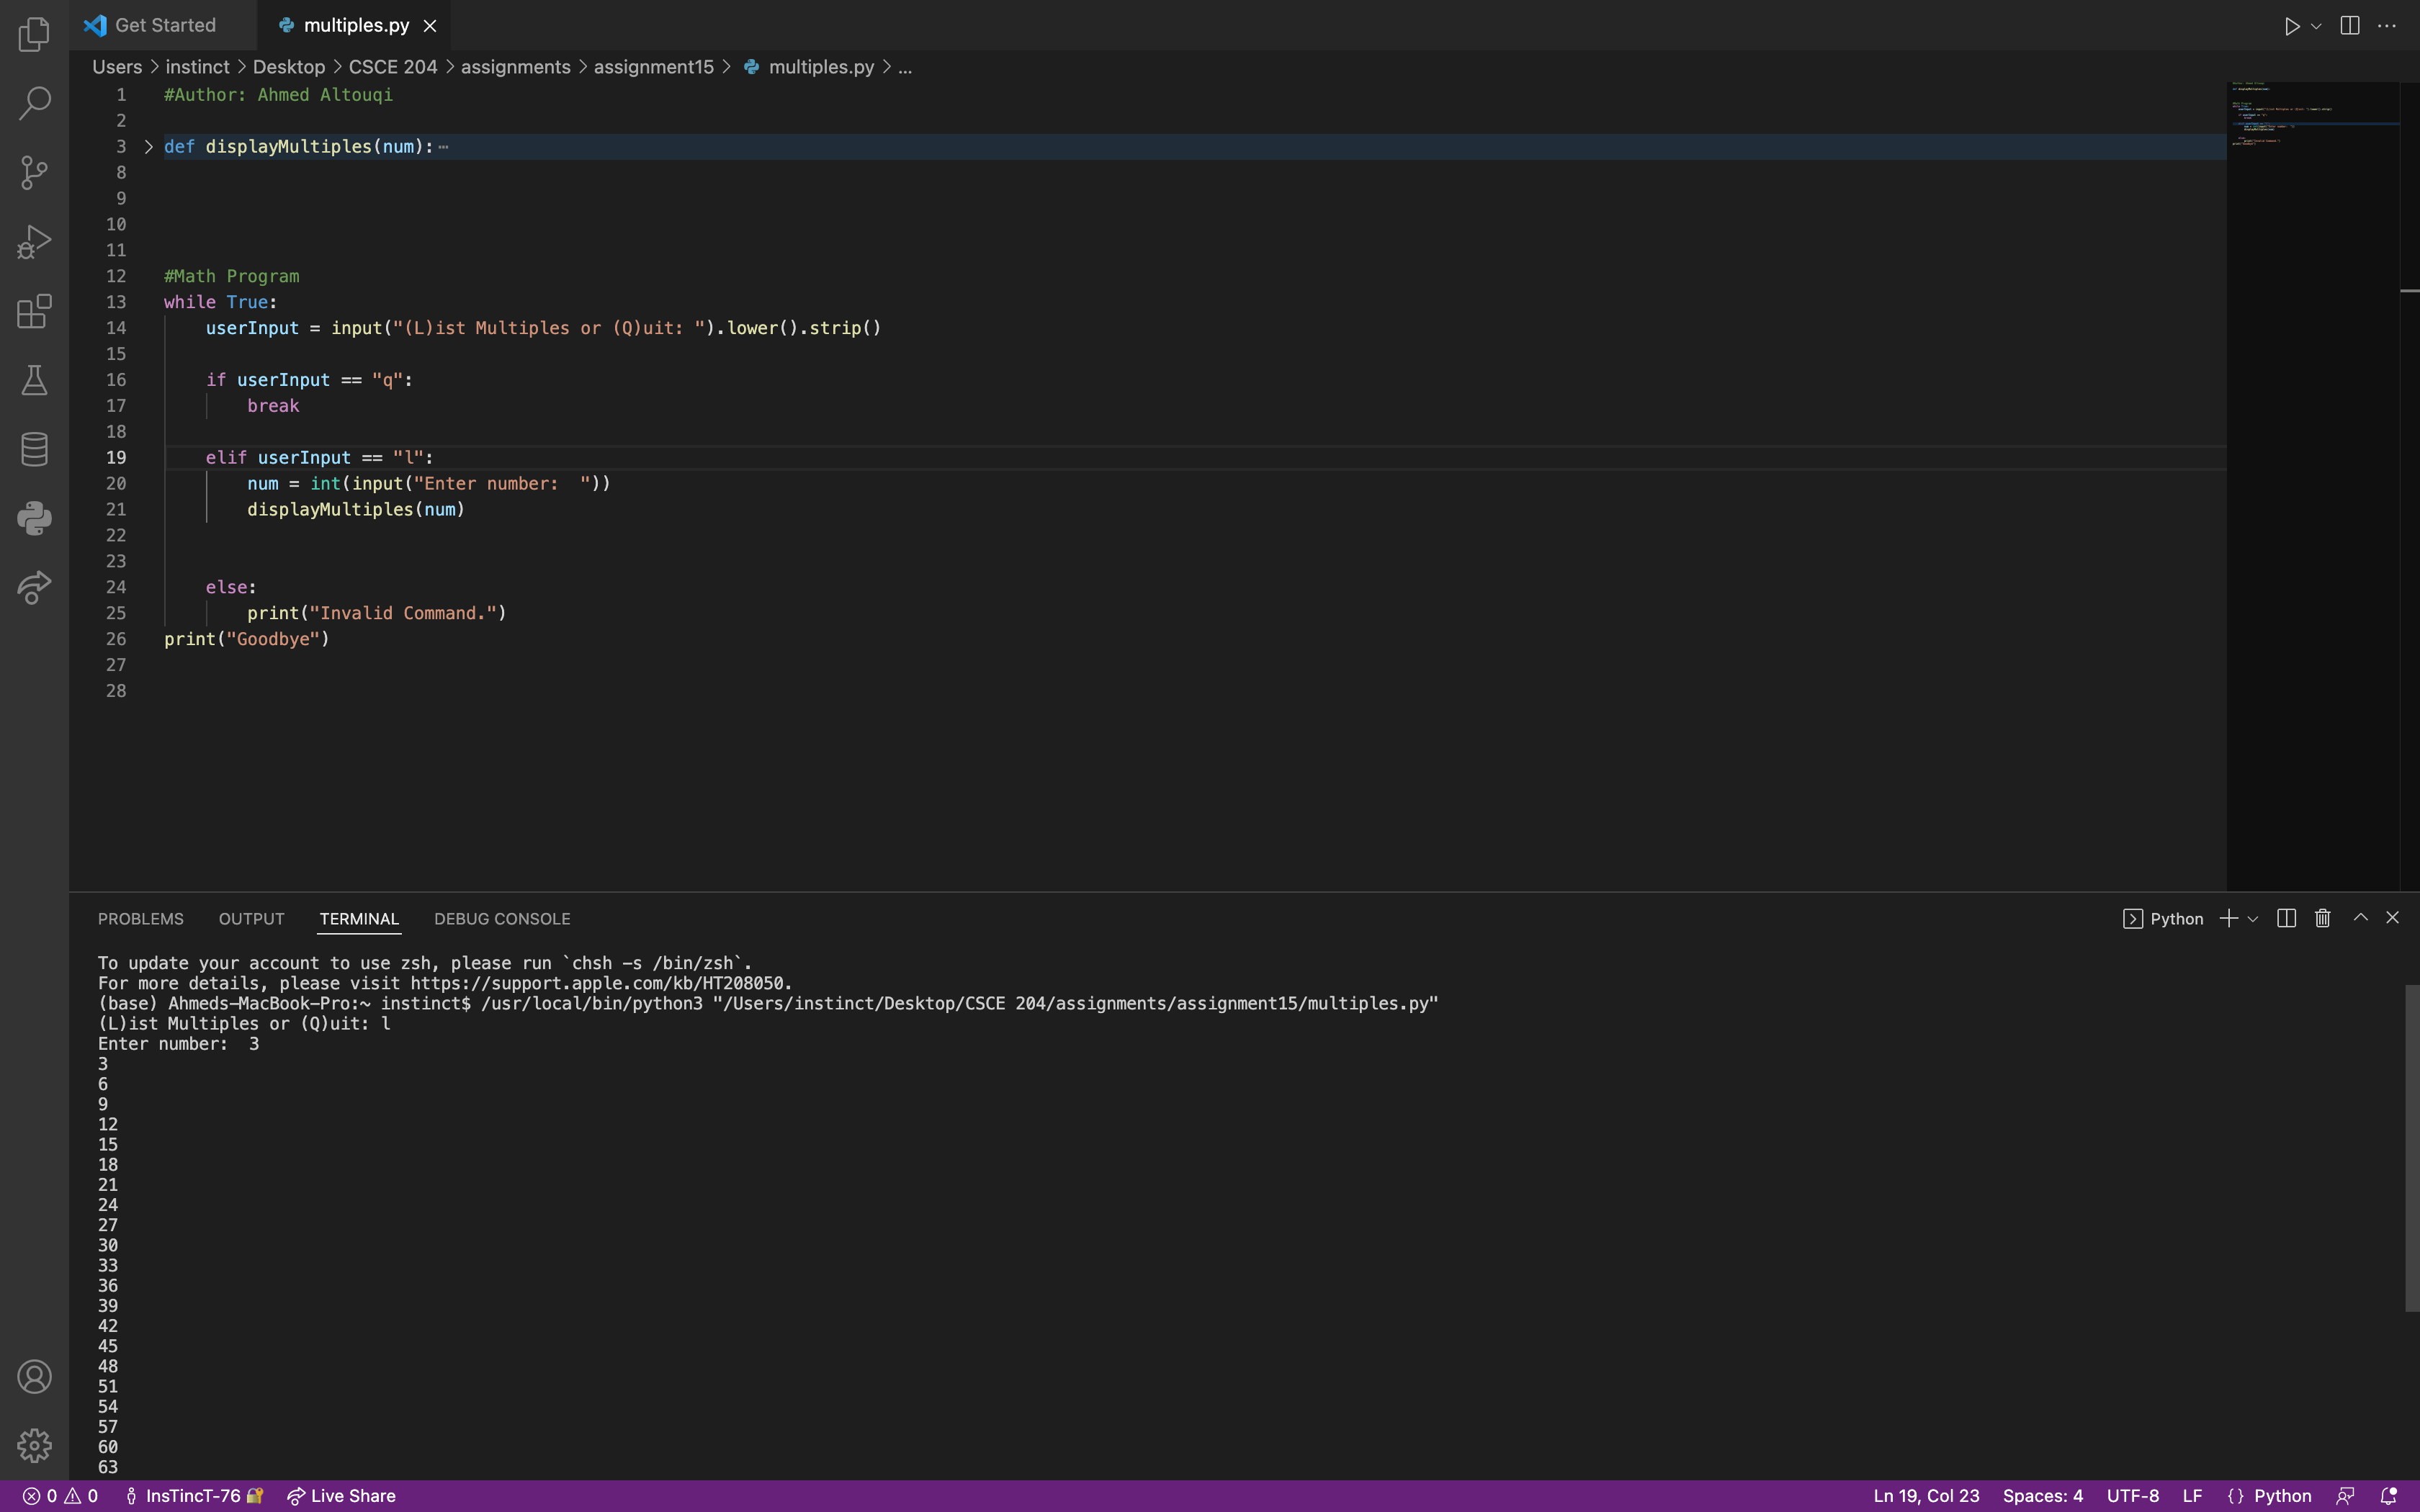 Get Started
multiples.py
Users > instinct > Desktop > CSCE 204 > assignments > assignment15 > multiples.py > ...
1 #Author: Ahmed Altouqi
2
3 > def displayMultiples(num):⋯
8
9
10
11
12 #Math Program
13 while True:
14     userInput = input("(L)ist Multiples or (Q)uit: ").lower().strip()
15
16     if userInput == "q":
17         break
18
19     elif userInput == "l":
20         num = int(input("Enter number:  "))
21         displayMultiples(num)
22
23
24     else:
25         print("Invalid Command.")
26 print("Goodbye")
27
28
PROBLEMS OUTPUT TERMINAL DEBUG CONSOLE
Python
To update your account to use zsh, please run `chsh -s /bin/zsh`.
For more details, please visit https://support.apple.com/kb/HT208050.
(base) Ahmeds-MacBook-Pro:~ instinct$ /usr/local/bin/python3 "/Users/instinct/Desktop/CSCE 204/assignments/assignment15/multiples.py"
(L)ist Multiples or (Q)uit: l
Enter number:  3
3
6
9
12
15
18
21
24
27
30
33
36
39
42
45
48
51
54
57
60
63
0 0 InsTincT-76 Live Share
Ln 19, Col 23 Spaces: 4 UTF-8 LF {} Python